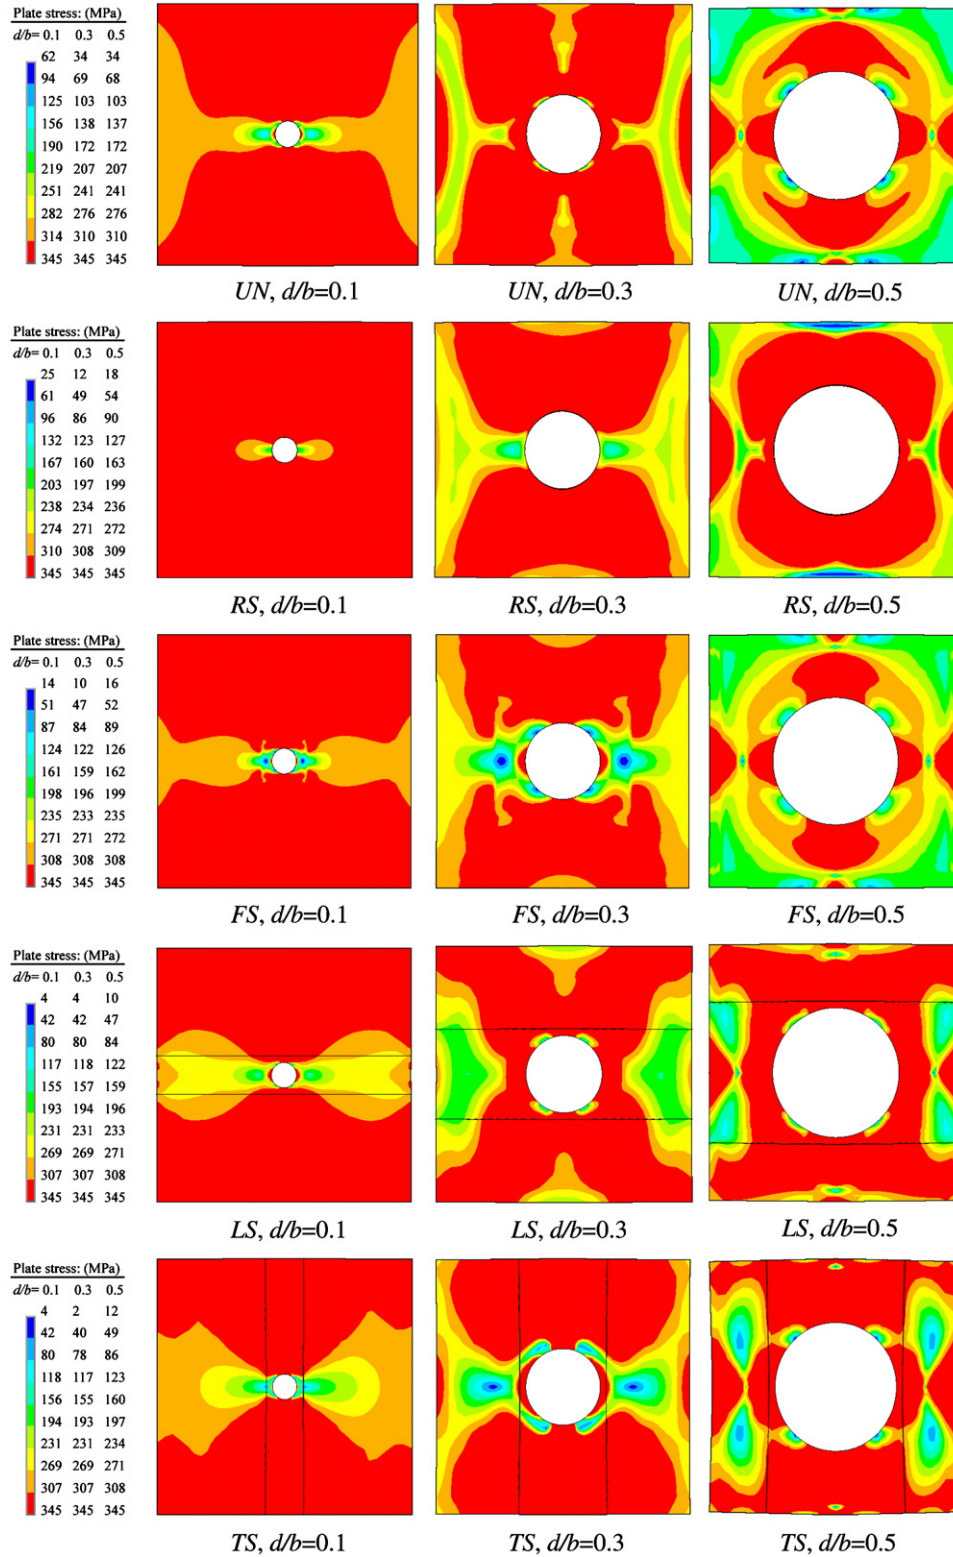 Plate stress: (MPa)
d/b= 0.1 0.3 0.5
62 34 34
94 69 68
125 103 103
156 138 137
190 172 172
219 207 207
251 241 241
282 276 276
314 310 310
345 345 345
UN, d/b=0.1
UN, d/b=0.3
UN, d/b=0.5
Plate stress: (MPa)
d/b= 0.1 0.3 0.5
25 12 18
61 49 54
96 86 90
132 123 127
167 160 163
203 197 199
238 234 236
274 271 272
310 308 309
345 345 345
RS, d/b=0.1
RS, d/b=0.3
RS, d/b=0.5
Plate stress: (MPa)
d/b= 0.1 0.3 0.5
14 10 16
51 47 52
87 84 89
124 122 126
161 159 162
198 196 199
235 233 235
271 271 272
308 308 308
345 345 345
FS, d/b=0.1
FS, d/b=0.3
FS, d/b=0.5
Plate stress: (MPa)
d/b= 0.1 0.3 0.5
4 4 10
42 42 47
80 80 84
117 118 122
155 157 159
193 194 196
231 231 233
269 269 271
307 307 308
345 345 345
LS, d/b=0.1
LS, d/b=0.3
LS, d/b=0.5
Plate stress: (MPa)
d/b= 0.1 0.3 0.5
4 2 12
42 40 49
80 78 86
118 117 123
156 155 160
194 193 197
231 231 234
269 269 271
307 307 308
345 345 345
TS, d/b=0.1
TS, d/b=0.3
TS, d/b=0.5